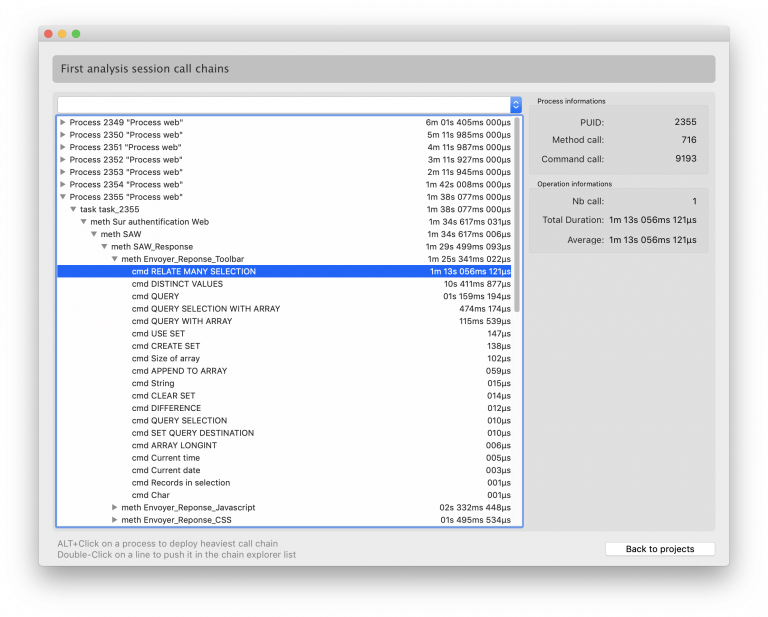 First analysis session call chains
Process 2349 "Process web" 6m 01s 405ms 000µs
Process 2350 "Process web" 5m 11s 985ms 000µs
Process 2351 "Process web" 4m 11s 987ms 000µs
Process 2352 "Process web" 3m 11s 927ms 000µs
Process 2353 "Process web" 2m 11s 945ms 000µs
Process 2354 "Process web" 1m 42s 008ms 000µs
Process 2355 "Process web" 1m 38s 077ms 000µs
task task_2355 1m 38s 077ms 000µs
meth Sur authentification Web 1m 34s 617ms 031µs
meth SAW 1m 34s 617ms 006µs
meth SAW_Response 1m 29s 499ms 093µs
meth Envoyer_Reponse_Toolbar 1m 25s 341ms 022µs
cmd RELATE MANY SELECTION 1m 13s 056ms 121µs
cmd DISTINCT VALUES 10s 411ms 877µs
cmd QUERY 01s 159ms 194µs
cmd QUERY SELECTION WITH ARRAY 474ms 174µs
cmd QUERY WITH ARRAY 115ms 539µs
cmd USE SET 147µs
cmd CREATE SET 138µs
cmd Size of array 102µs
cmd APPEND TO ARRAY 059µs
cmd String 015µs
cmd CLEAR SET 014µs
cmd DIFFERENCE 012µs
cmd QUERY SELECTION 010µs
cmd SET QUERY DESTINATION 010µs
cmd ARRAY LONGINT 006µs
cmd Current time 005µs
cmd Current date 003µs
cmd Records in selection 001µs
cmd Char 001µs
meth Envoyer_Reponse_Javascript 02s 332ms 448µs
meth Envoyer_Reponse_CSS 01s 495ms 534µs
Process informations
PUID: 2355
Method call: 716
Command call: 9193
Operation informations
Nb call: 1
Total Duration: 1m 13s 056ms 121µs
Average: 1m 13s 056ms 121µs
ALT+Click on a process to deploy heaviest call chain
Double-Click on a line to push it in the chain explorer list
Back to projects